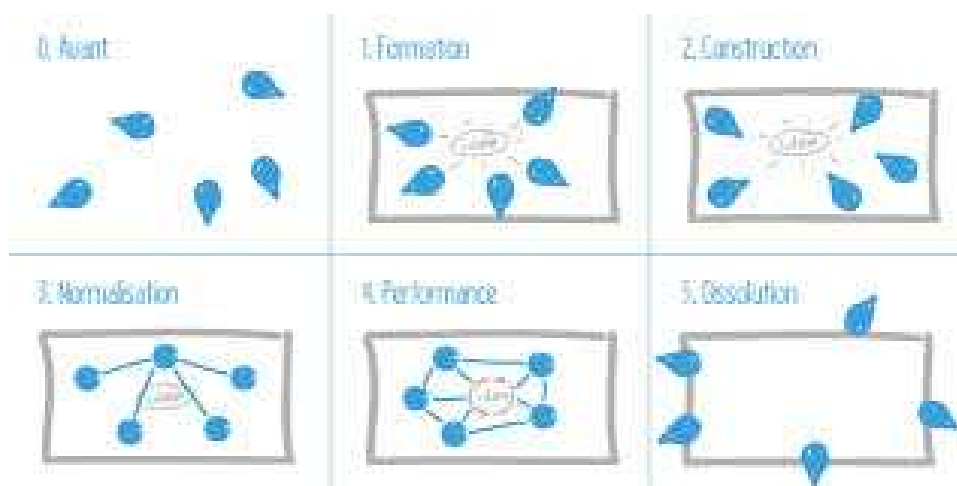 0. Avant
1. Formation
2. Construction
3. Normalisation
4. Performance
5. Dissolution